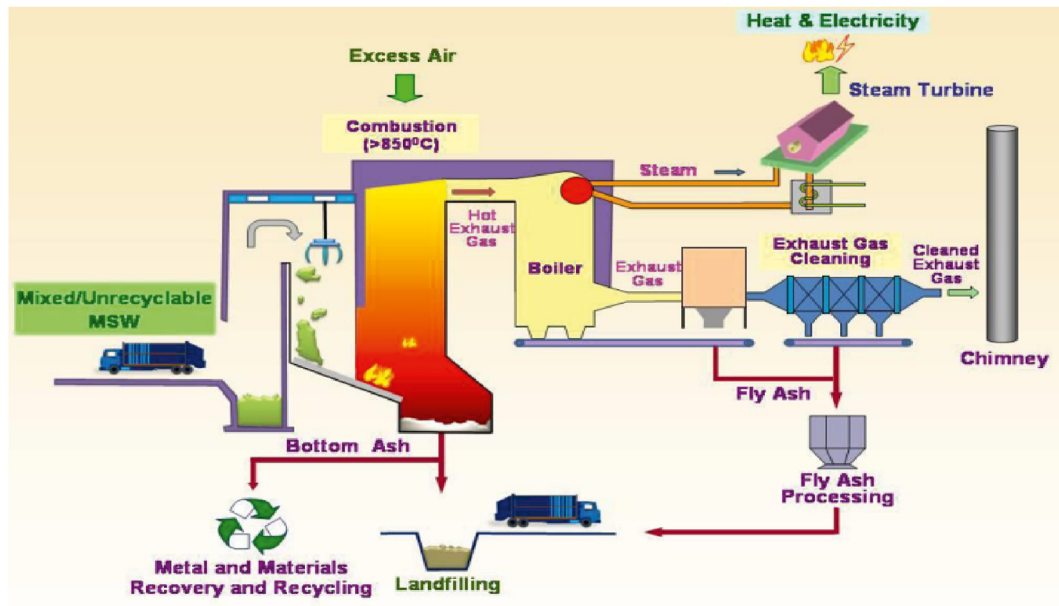 Heat & Electricity
Excess Air
Steam Turbine
Combustion
(>850⁰C)
Steam
Hot
Exhaust
Gas
Boiler
Exhaust
Gas
Exhaust Gas
Cleaning
Cleaned
Exhaust
Gas
Mixed/Unrecyclable
MSW
Chimney
Fly Ash
Bottom Ash
Fly Ash
Processing
Metal and Materials
Recovery and Recycling
Landfilling